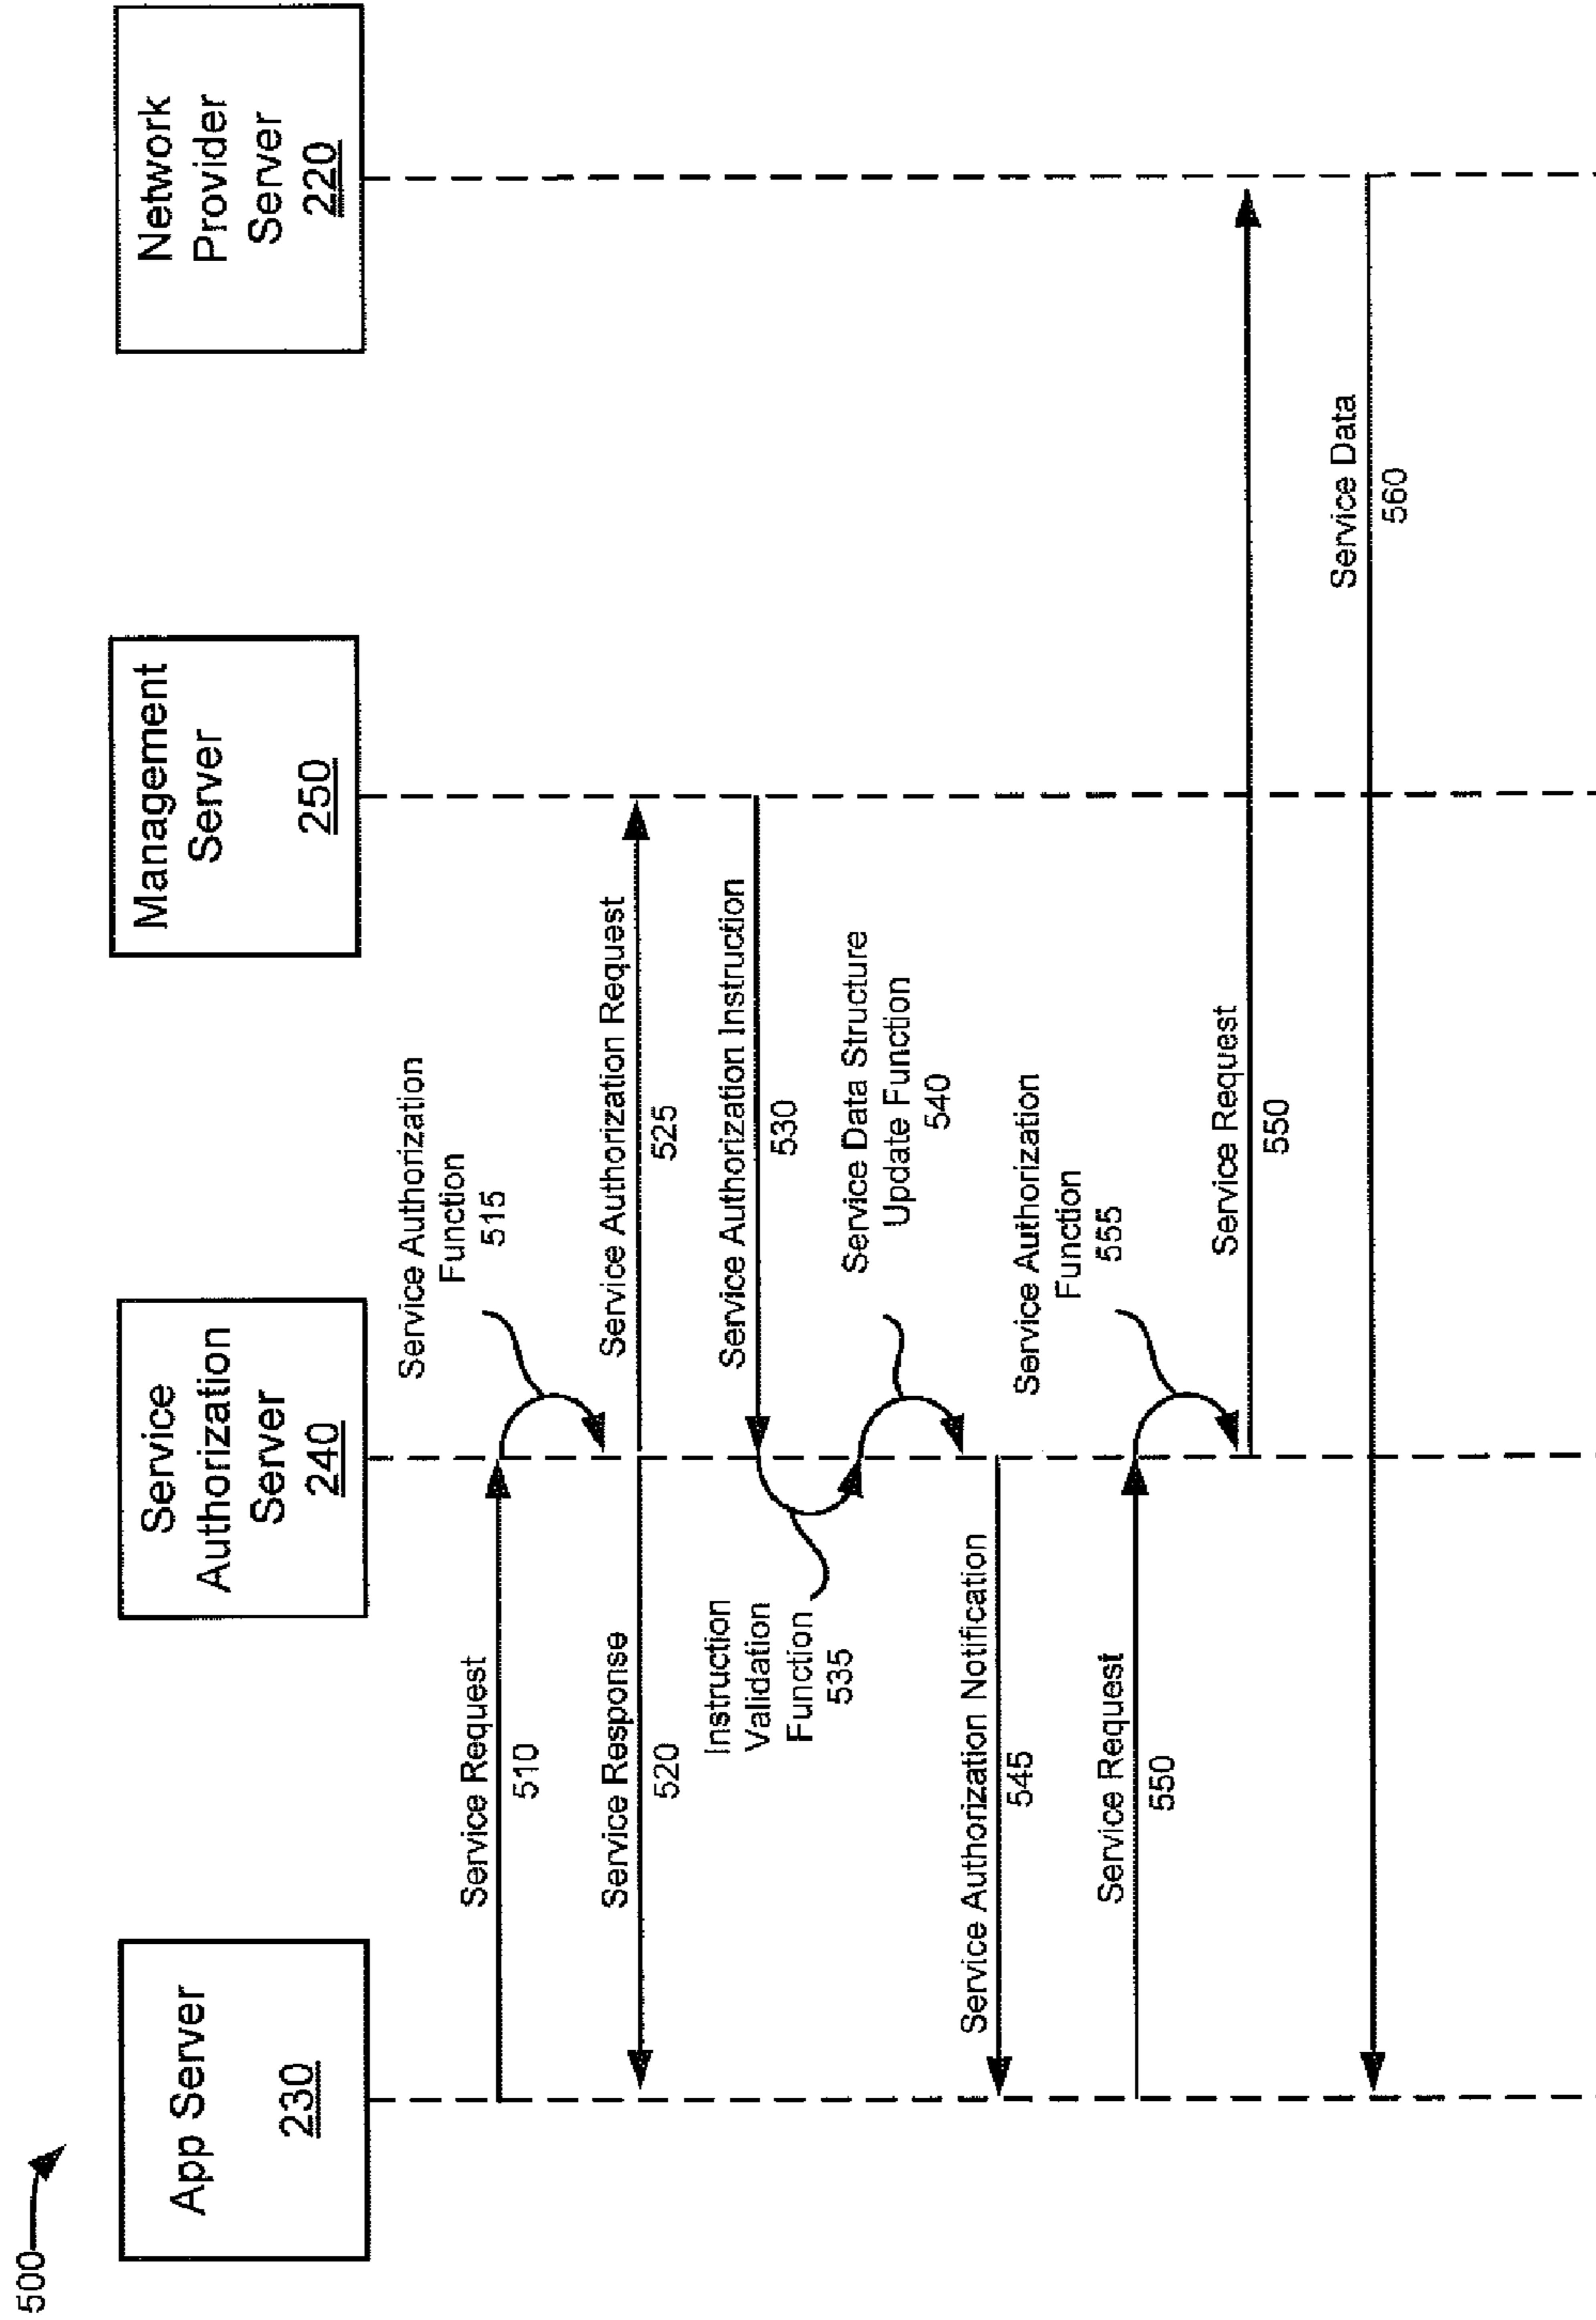 500
App Server
230
Service
Authorization
Server
240
Management
Server
250
Network
Provider
Server
220
Service Request
510
Service Authorization
Function
515
Service Response
520
Service Authorization Request
525
Service Authorization Instruction
530
Instruction
Validation
Function
535
Service Data Structure
Update Function
540
Service Authorization Notification
545
Service Request
550
Service Authorization
Function
555
Service Request
550
Service Data
560